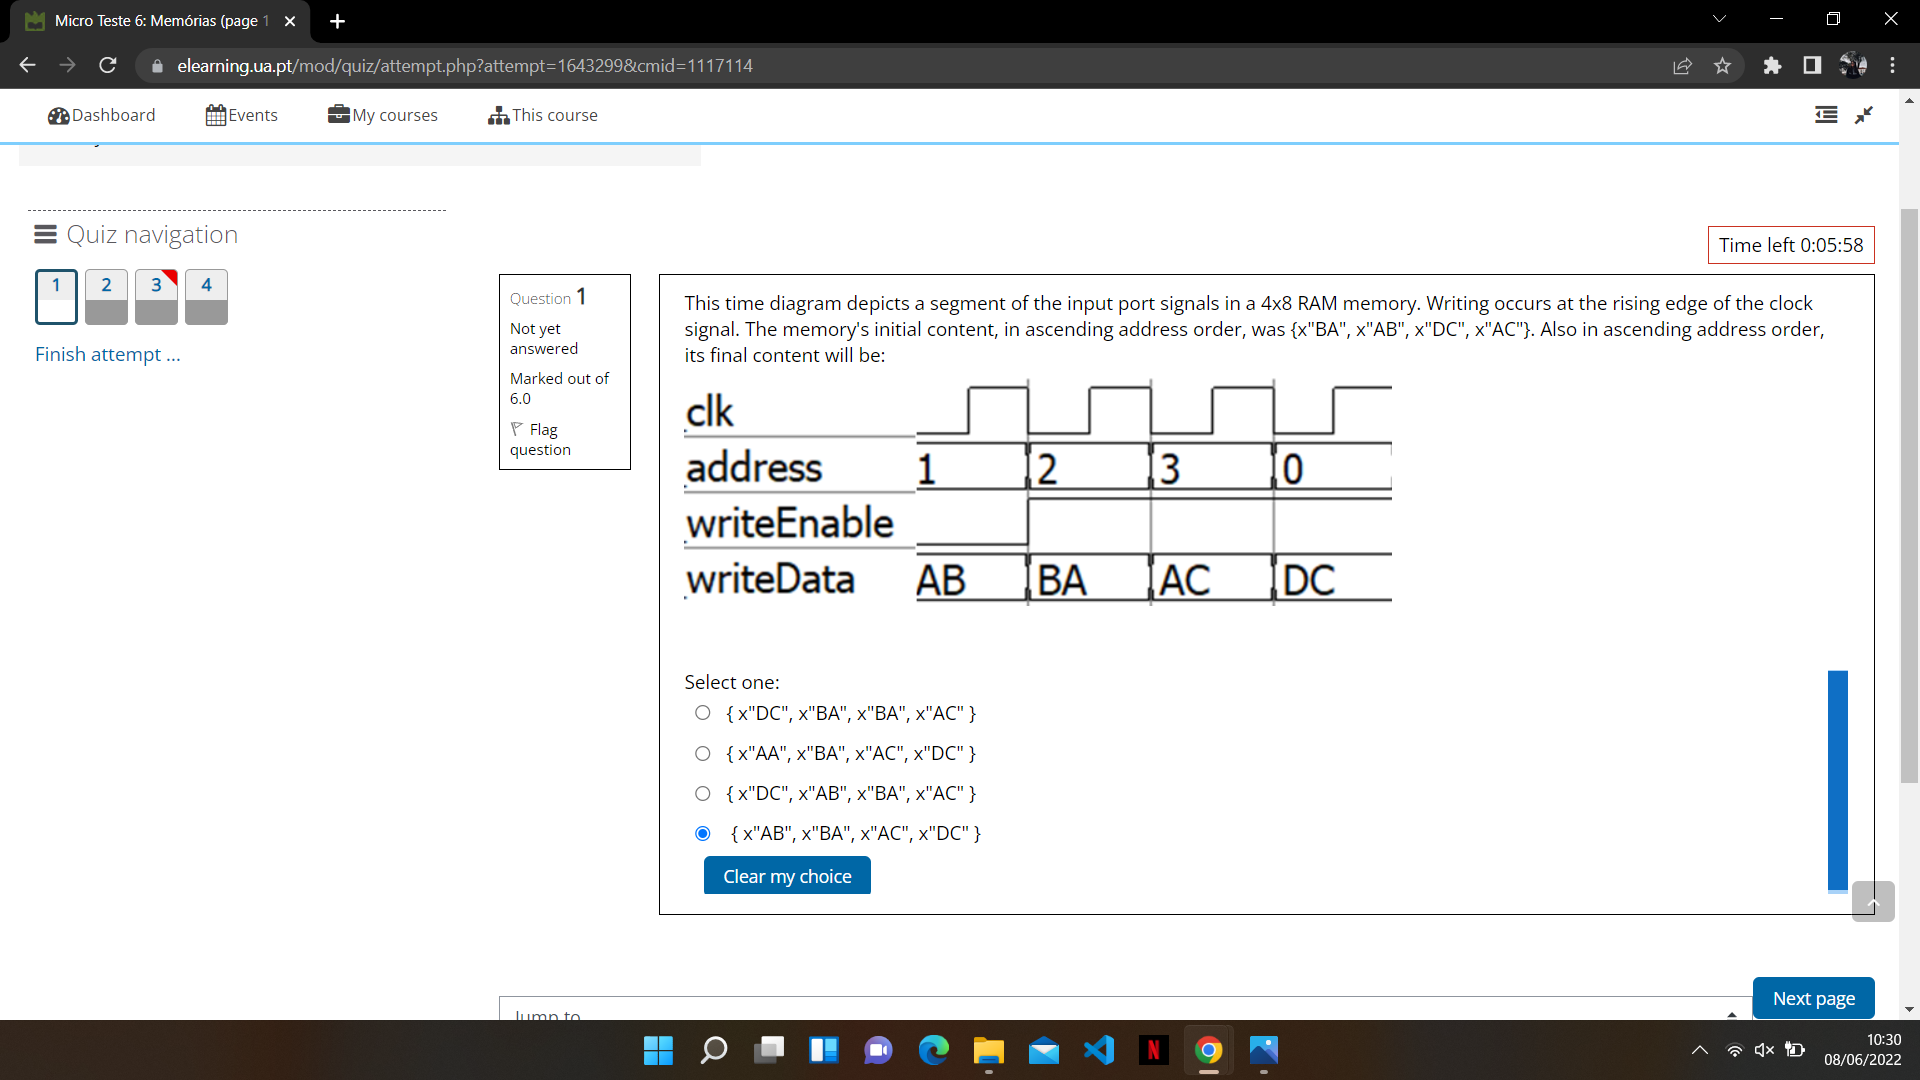 Micro Teste 6: Memórias (page 1
elearning.ua.pt/mod/quiz/attempt.php?attempt=1643299&cmid=1117114
Dashboard
Events
My courses
This course
Quiz navigation
1 2 3 4
Finish attempt ...
Time left 0:05:58
Question 1
Not yet
answered
Marked out of
6.0
Flag
question
This time diagram depicts a segment of the input port signals in a 4x8 RAM memory. Writing occurs at the rising edge of the clock
signal. The memory's initial content, in ascending address order, was {x"BA", x"AB", x"DC", x"AC"}. Also in ascending address order,
its final content will be:
clk
address 1 2 3 0
writeEnable
writeData AB BA AC DC
Select one:
{ x"DC", x"BA", x"BA", x"AC" }
{ x"AA", x"BA", x"AC", x"DC" }
{ x"DC", x"AB", x"BA", x"AC" }
{ x"AB", x"BA", x"AC", x"DC" }
Clear my choice
Next page
Jump to
N
10:30
08/06/2022